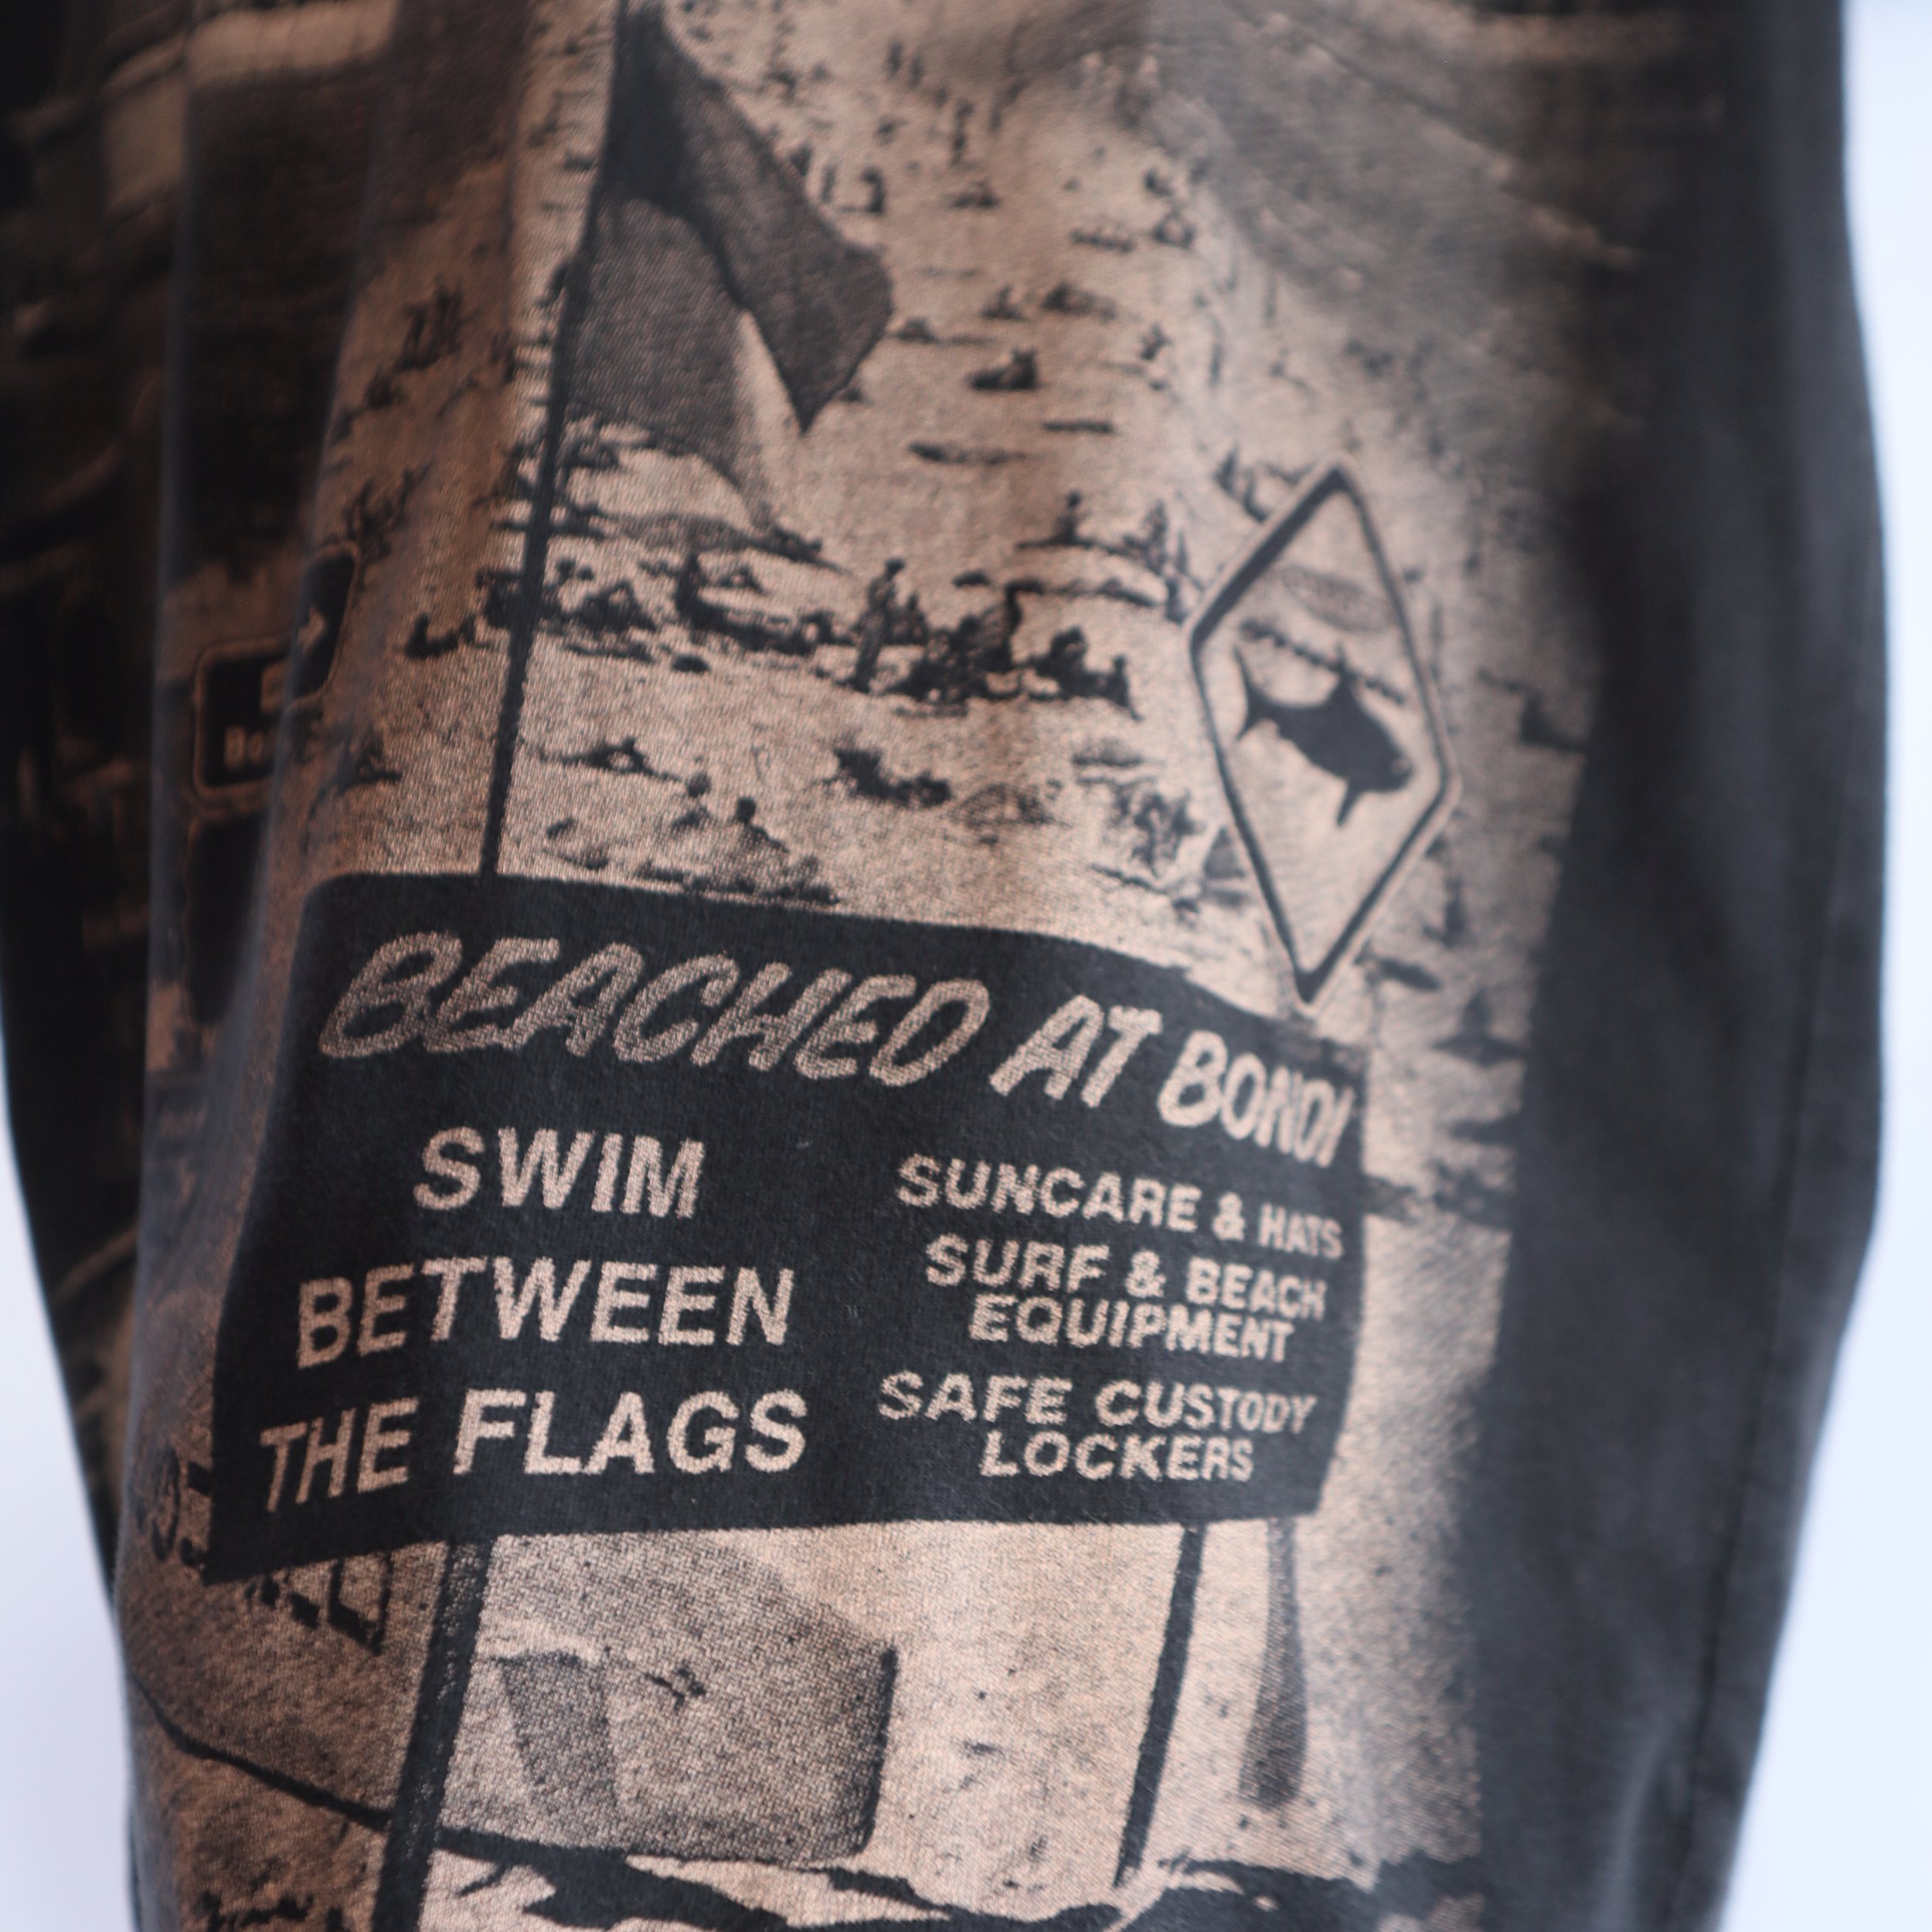 BEACHED AT BONDI
SWIM
BETWEEN
THE FLAGS
SUNCARE & HATS
SURF & BEACH
EQUIPMENT
SAFE CUSTODY
LOCKERS